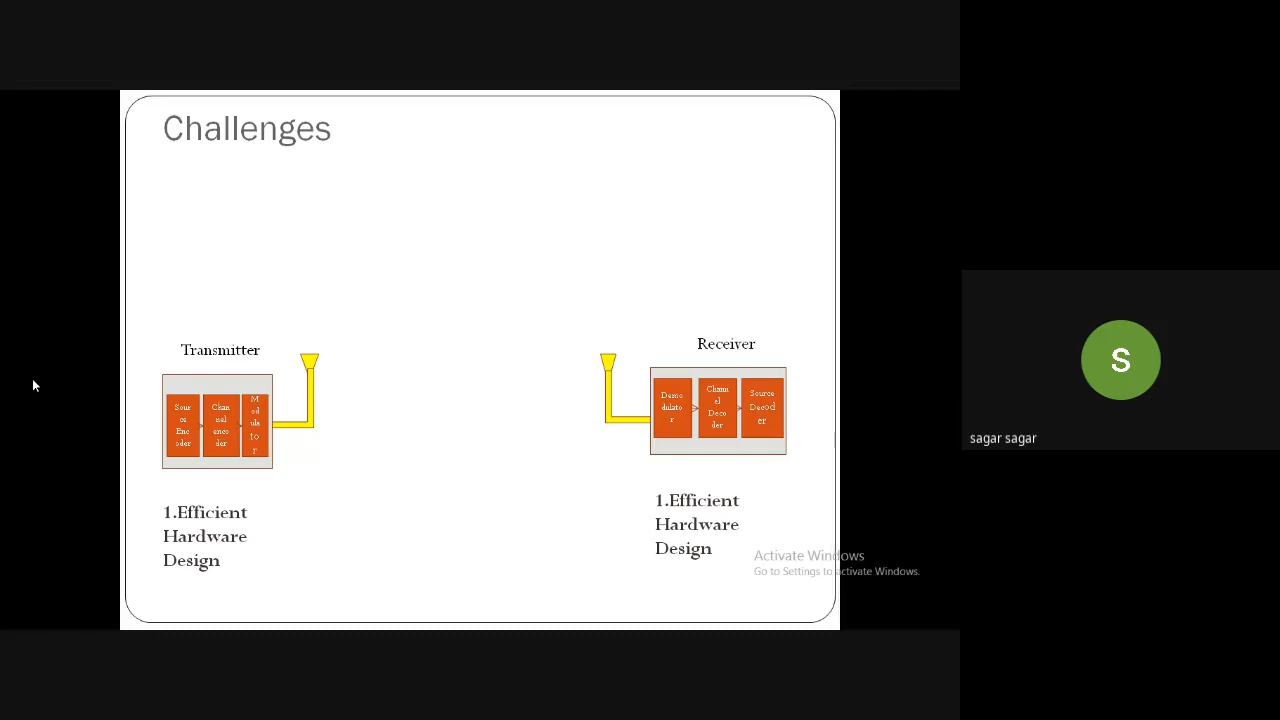 Challenges
Transmitter
Receiver
Sour
ce
Enc
oder
Chan
nel
enco
der
M
od
ula
to
r
Demo
dulato
r
Chann
el
Deco
der
Source
Decod
er
1.Efficient
Hardware
Design
1.Efficient
Hardware
Design
Activate Windows
Go to Settings to activate Windows.
S
sagar sagar